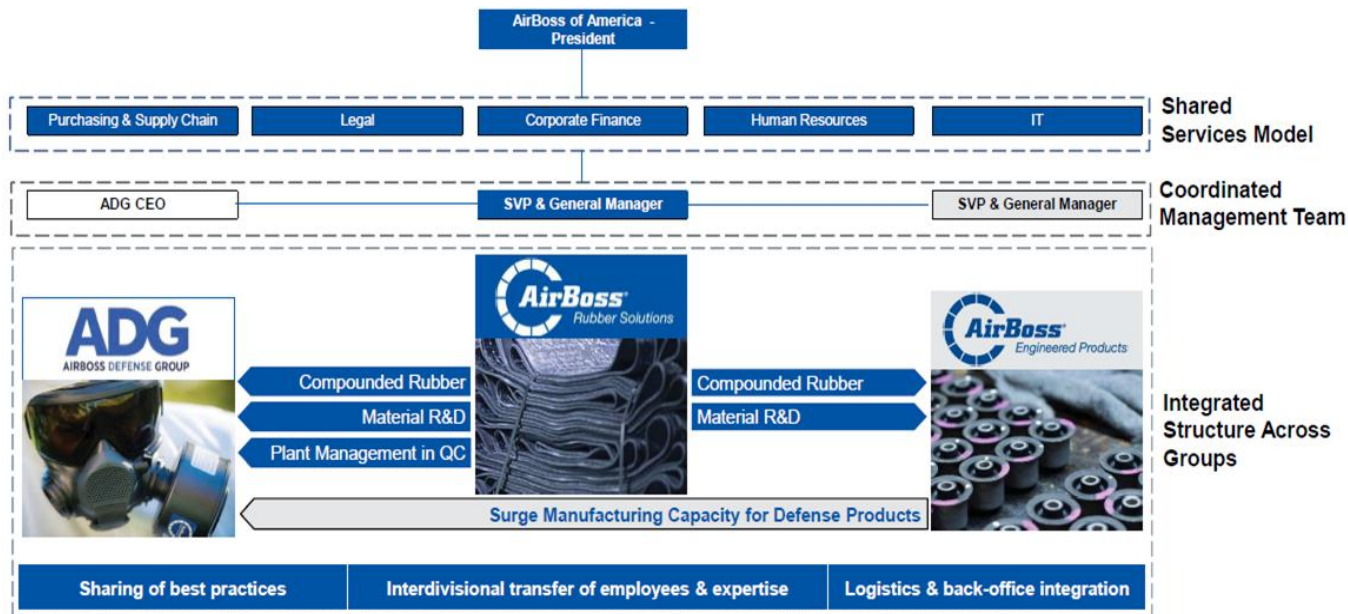 AirBoss of America -
President
Purchasing & Supply Chain
Legal
Corporate Finance
Human Resources
IT
Shared
Services Model
ADG CEO
SVP & General Manager
SVP & General Manager
Coordinated
Management Team
ADG
AIRBOSS DEFENSE GROUP
AirBoss®
Rubber Solutions
AirBoss®
Engineered Products
Compounded Rubber
Material R&D
Plant Management in QC
Compounded Rubber
Material R&D
Surge Manufacturing Capacity for Defense Products
Integrated
Structure Across
Groups
Sharing of best practices
Interdivisional transfer of employees & expertise
Logistics & back-office integration